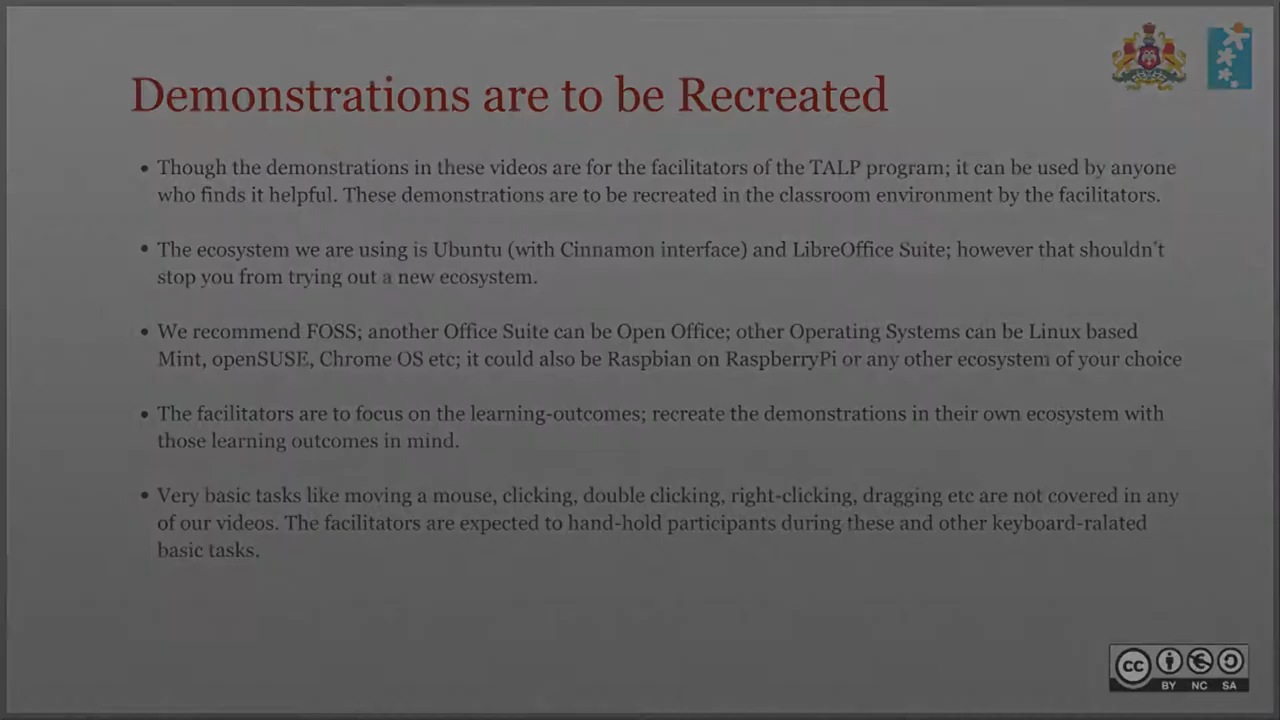 Demonstrations are to be Recreated
• Though the demonstrations in these videos are for the facilitators of the TALP program; it can be used by anyone
who finds it helpful. These demonstrations are to be recreated in the classroom environment by the facilitators.
• The ecosystem we are using is Ubuntu (with Cinnamon interface) and LibreOffice Suite; however that shouldn't
stop you from trying out a new ecosystem.
• We recommend FOSS; another Office Suite can be Open Office; other Operating Systems can be Linux based
Mint, openSUSE, Chrome OS etc; it could also be Raspbian on RaspberryPi or any other ecosystem of your choice
• The facilitators are to focus on the learning-outcomes; recreate the demonstrations in their own ecosystem with
those learning outcomes in mind.
• Very basic tasks like moving a mouse, clicking, double clicking, right-clicking, dragging etc are not covered in any
of our videos. The facilitators are expected to hand-hold participants during these and other keyboard-ralated
basic tasks.
cc
BY NC SA